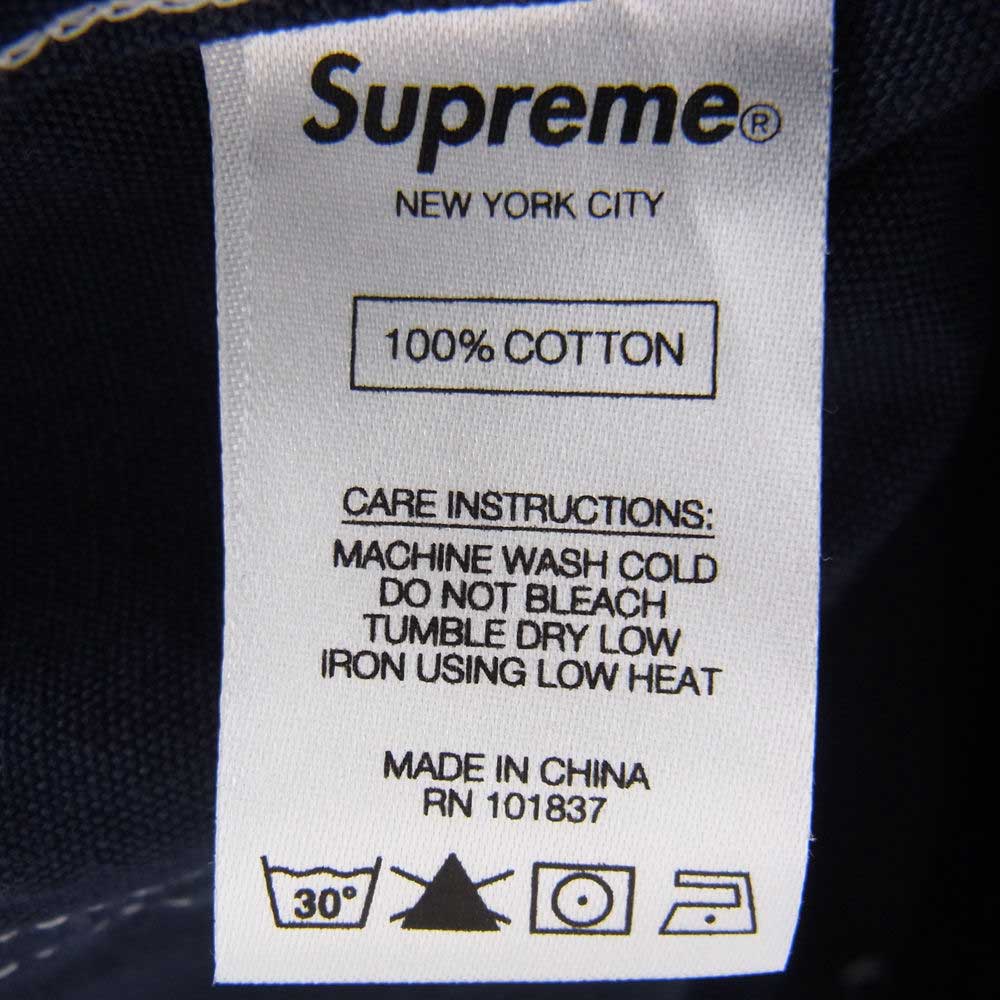 Supreme®
NEW YORK CITY
100% COTTON
CARE INSTRUCTIONS:
MACHINE WASH COLD
DO NOT BLEACH
TUMBLE DRY LOW
IRON USING LOW HEAT
MADE IN CHINA
RN 101837
30°